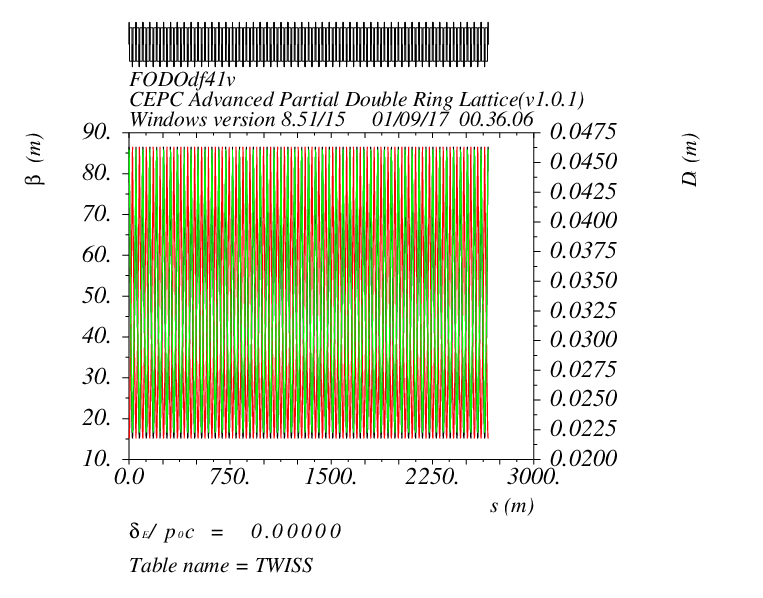 FODOdf41v
CEPC Advanced Partial Double Ring Lattice(v1.0.1)
Windows version 8.51/15 01/09/17 00.36.06
β (m)
90.
80.
70.
60.
50.
40.
30.
20.
10.
D (m)
0.0475
0.0450
0.0425
0.0400
0.0375
0.0350
0.0325
0.0300
0.0275
0.0250
0.0225
0.0200
0.0 750. 1500. 2250. 3000.
s (m)
δE/ p0c = 0.00000
Table name = TWISS